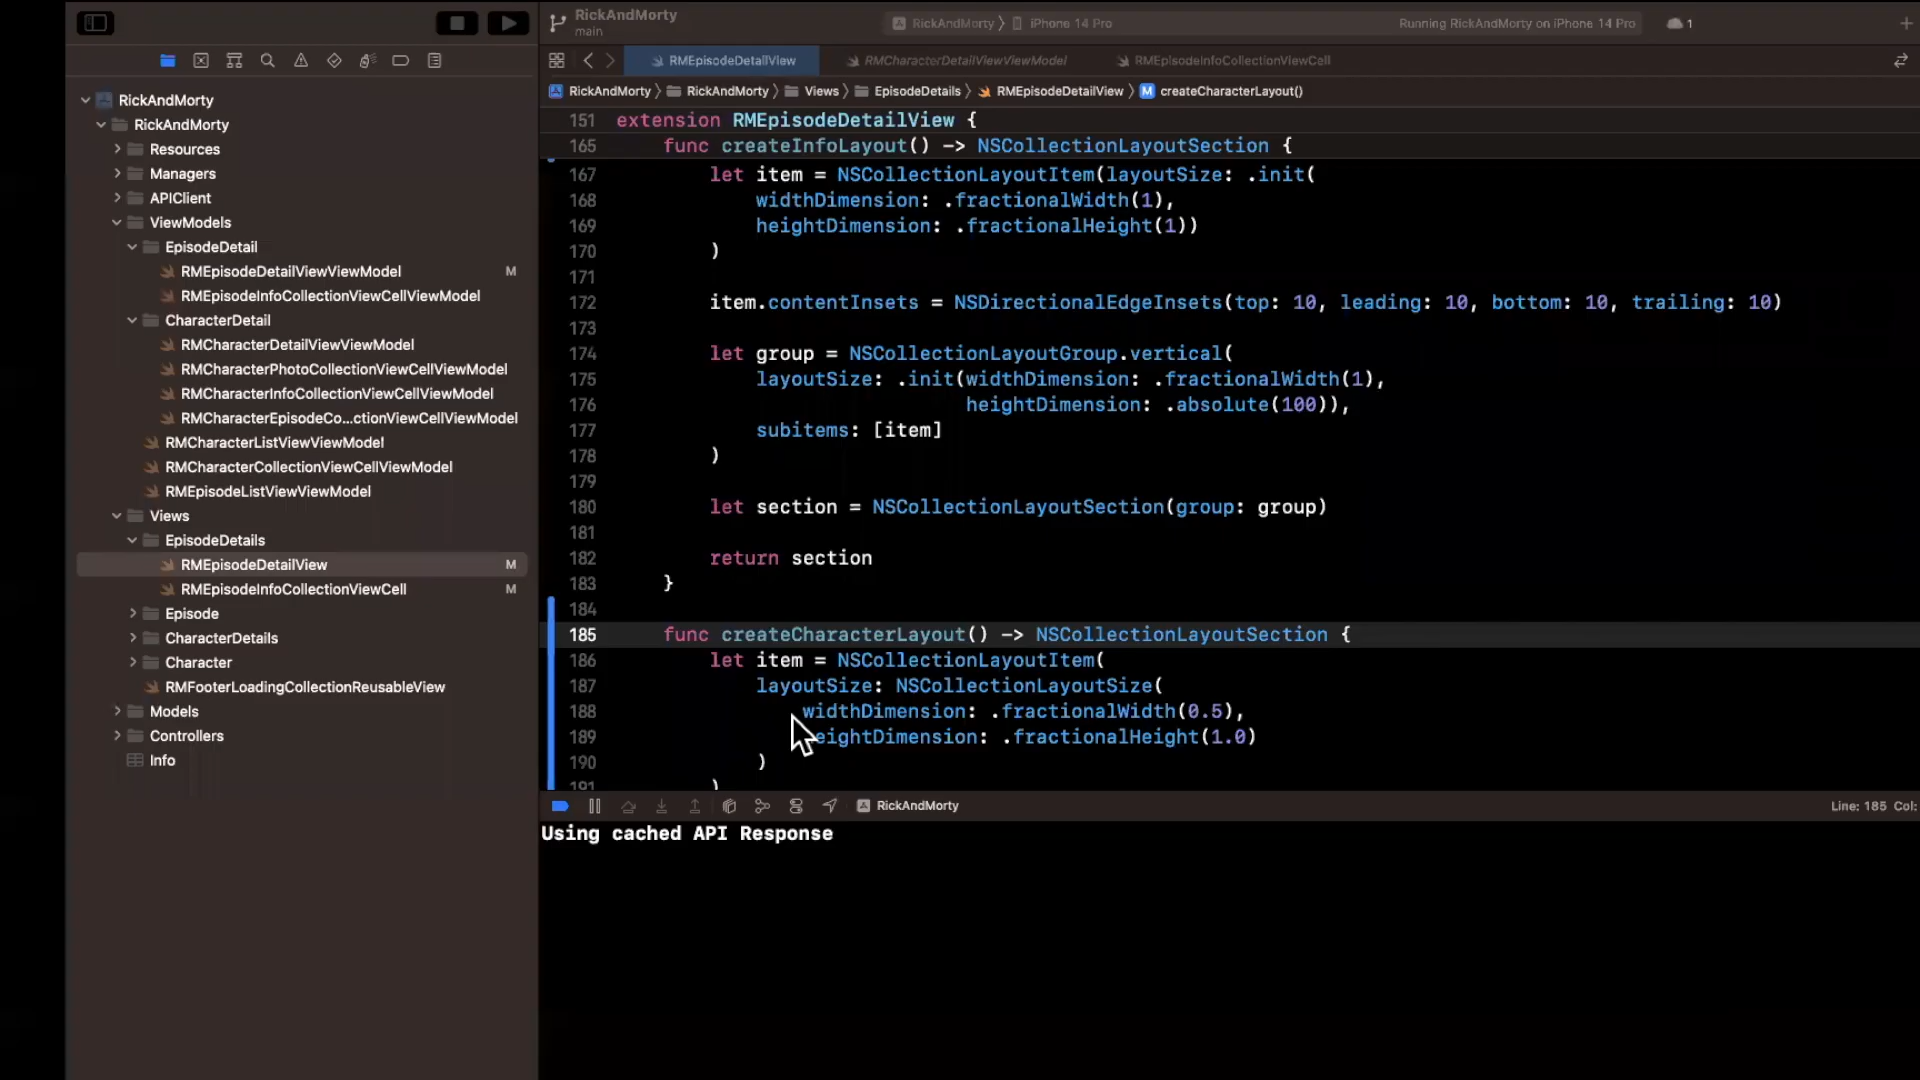 RickAndMorty
main
RickAndMorty
iPhone 14 Pro
Running RickAndMorty on iPhone 14 Pro
1
RMEpisodeDetailView
RMCharacterDetailViewViewModel
RMEpisodeInfoCollectionViewCell
RickAndMorty
RickAndMorty
Views
EpisodeDetails
RMEpisodeDetailView
M
createCharacterLayout()
RickAndMorty
RickAndMorty
Resources
Managers
APIClient
ViewModels
EpisodeDetail
RMEpisodeDetailViewViewModel M
RMEpisodeInfoCollectionViewCellViewModel
CharacterDetail
RMCharacterDetailViewViewModel
RMCharacterPhotoCollectionViewCellViewModel
RMCharacterInfoCollectionViewCellViewModel
RMCharacterEpisodeCo...ctionViewCellViewModel
RMCharacterListViewViewModel
RMCharacterCollectionViewCellViewModel
RMEpisodeListViewViewModel
Views
EpisodeDetails
RMEpisodeDetailView M
RMEpisodeInfoCollectionViewCell M
Episode
CharacterDetails
Character
RMFooterLoadingCollectionReusableView
Models
Controllers
Info
151 extension RMEpisodeDetailView {
165 func createInfoLayout() -> NSCollectionLayoutSection {
167 let item = NSCollectionLayoutItem(layoutSize: .init(
168 widthDimension: .fractionalWidth(1),
169 heightDimension: .fractionalHeight(1))
170 )
171
172 item.contentInsets = NSDirectionalEdgeInsets(top: 10, leading: 10, bottom: 10, trailing: 10)
173
174 let group = NSCollectionLayoutGroup.vertical(
175 layoutSize: .init(widthDimension: .fractionalWidth(1),
176 heightDimension: .absolute(100)),
177 subitems: [item]
178 )
179
180 let section = NSCollectionLayoutSection(group: group)
181
182 return section
183 }
184
185 func createCharacterLayout() -> NSCollectionLayoutSection {
186 let item = NSCollectionLayoutItem(
187 layoutSize: NSCollectionLayoutSize(
188 widthDimension: .fractionalWidth(0.5),
189 eightDimension: .fractionalHeight(1.0)
190 )
191 )
RickAndMorty
Line: 185 Col:
Using cached API Response